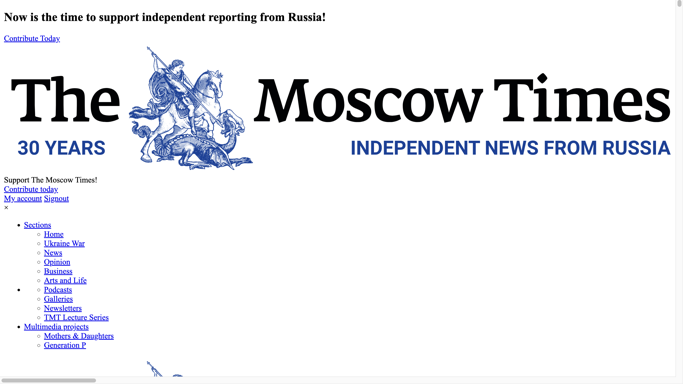 Now is the time to support independent reporting from Russia!
Contribute Today
The Moscow Times
30 YEARS INDEPENDENT NEWS FROM RUSSIA
Support The Moscow Times!
Contribute today
My account Signout
×
Sections
Home
Ukraine War
News
Opinion
Business
Arts and Life
Podcasts
Galleries
Newsletters
TMT Lecture Series
Multimedia projects
Mothers & Daughters
Generation P